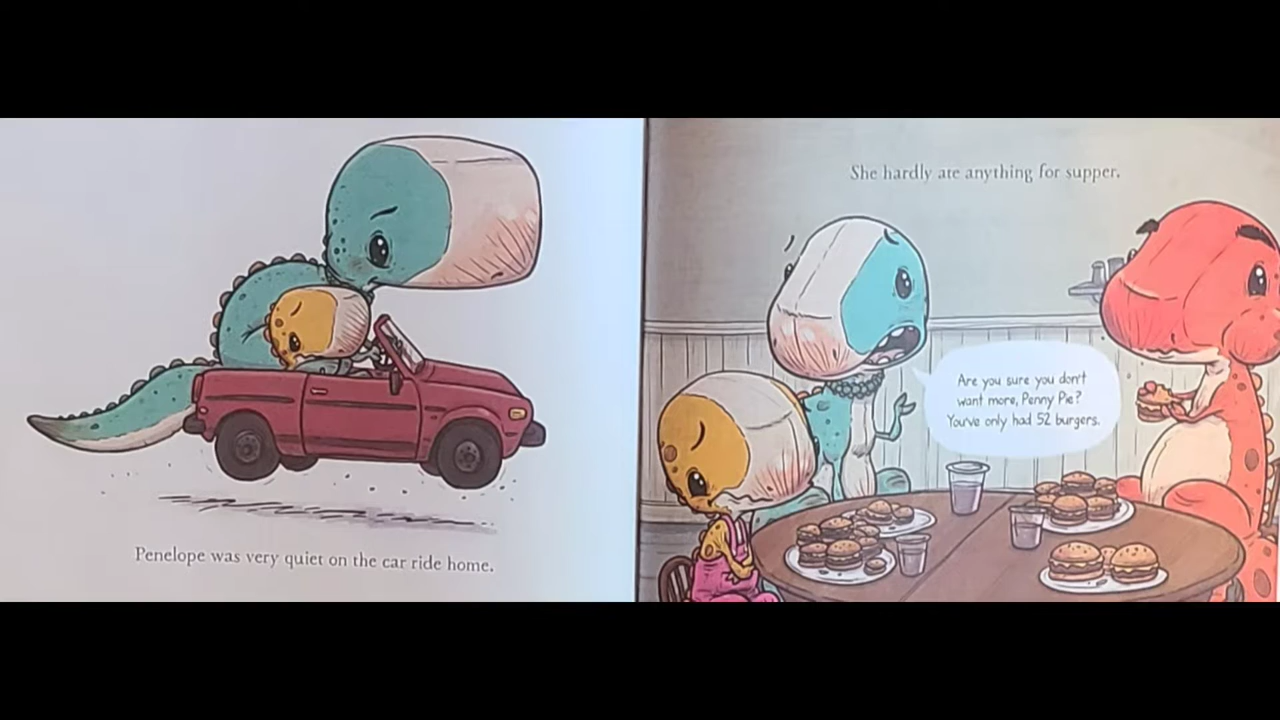 Penelope was very quiet on the car ride home.
She hardly ate anything for supper.
Are you sure you don't
want more, Penny Pie?
You've only had 52 burgers.